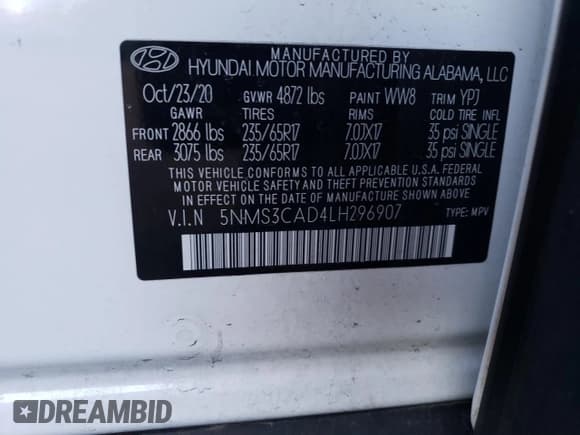 MANUFACTURED BY
HYUNDAI MOTOR MANUFACTURING ALABAMA, LLC
Oct/23/20 GVWR 4872 lbs PAINT WW8 TRIM YPJ
GAWR TIRES RIMS COLD TIRE INFL
FRONT 2866 lbs 235/65R17 7.0JX17 35 psi SINGLE
REAR 3075 lbs 235/65R17 7.0JX17 35 psi SINGLE
THIS VEHICLE CONFORMS TO ALL APPLICABLE U.S.A. FEDERAL
MOTOR VEHICLE SAFETY, BUMPER, AND THEFT PREVENTION
STANDARDS IN EFFECT ON THE DATE OF MANUFACTURE SHOWN ABOVE.
V.I.N 5NMS3CAD4LH296907 TYPE: MPV
DREAMBID